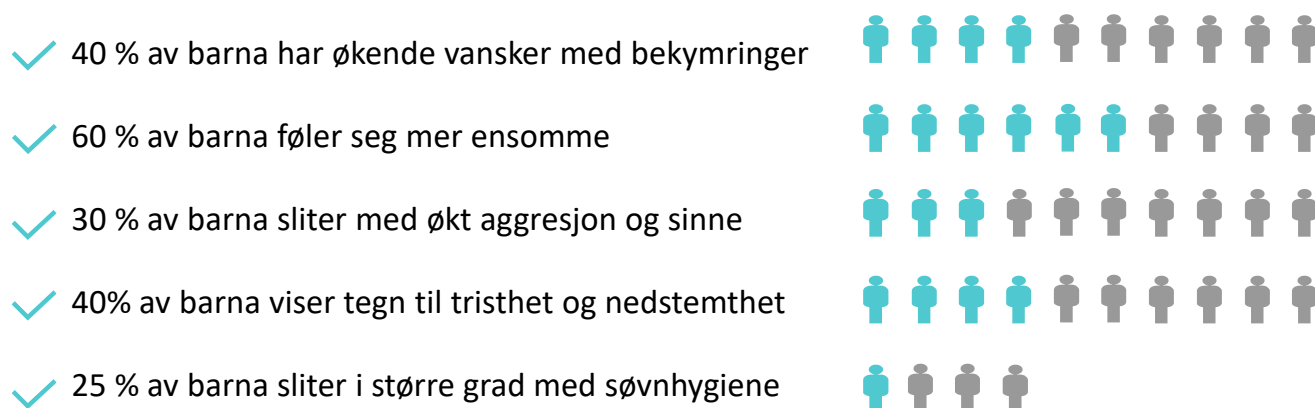 40 % av barna har økende vansker med bekymringer
60 % av barna føler seg mer ensomme
30 % av barna sliter med økt aggresjon og sinne
40% av barna viser tegn til tristhet og nedstemthet
25 % av barna sliter i større grad med søvnhygiene